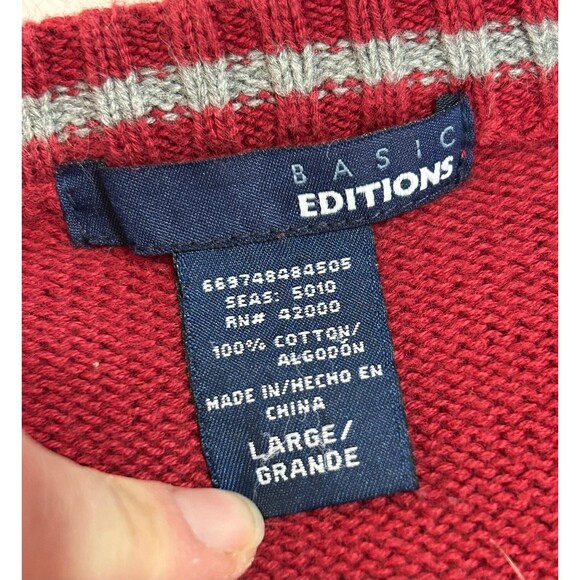 BASIC
EDITIONS
669748484505
SEAS: 5010
RN# 42000
100% COTTON/
ALGODÓN
MADE IN/HECHO EN
CHINA
LARGE/
GRANDE